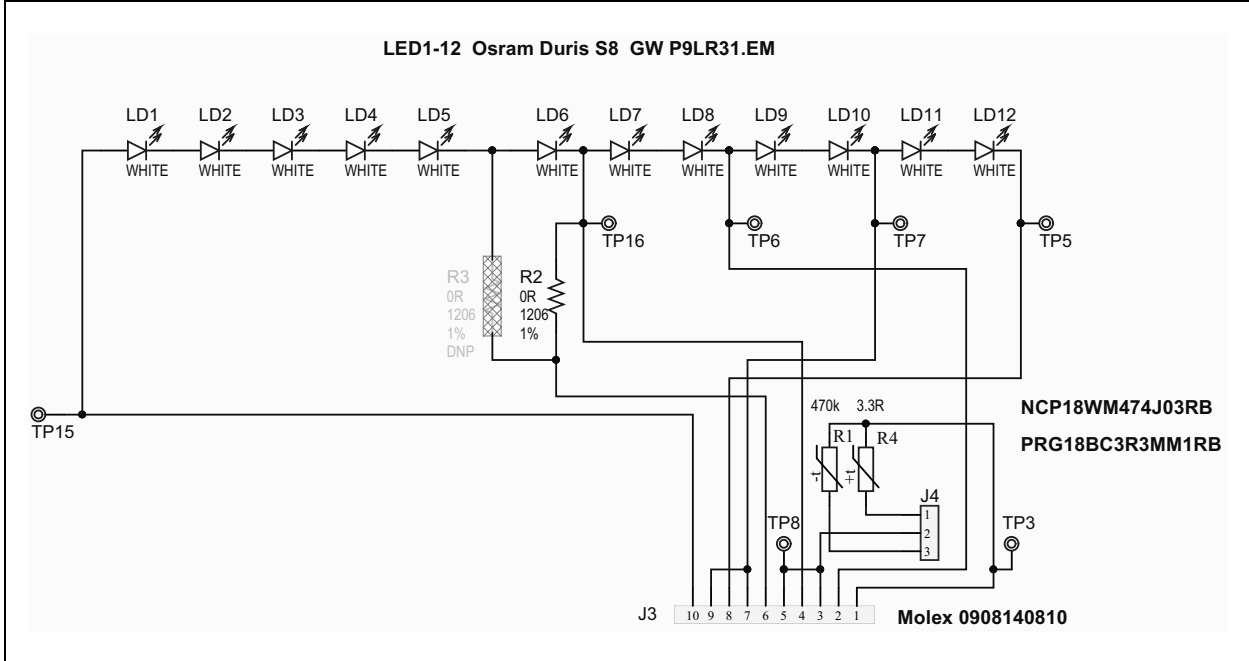 LED1-12 Osram Duris S8 GW P9LR31.EM
LD1 LD2 LD3 LD4 LD5 LD6 LD7 LD8 LD9 LD10 LD11 LD12
WHITE WHITE WHITE WHITE WHITE WHITE WHITE WHITE WHITE WHITE WHITE WHITE
TP16 TP6 TP7 TP5
R3
0R
1206
1%
DNP
R2
0R
1206
1%
TP15
470k 3.3R
R1 R4
-t +t
NCP18WM474J03RB
PRG18BC3R3MM1RB
J4
1
2
3
TP8
TP3
J3
10 9 8 7 6 5 4 3 2 1
Molex 0908140810